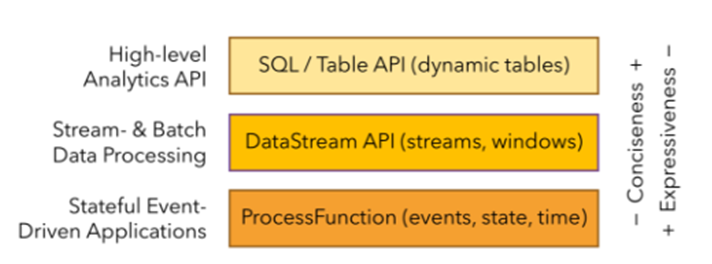 High-level
Analytics API
SQL / Table API (dynamic tables)
Stream- & Batch
Data Processing
DataStream API (streams, windows)
Stateful Event-
Driven Applications
ProcessFunction (events, state, time)
− Conciseness +
+ Expressiveness −